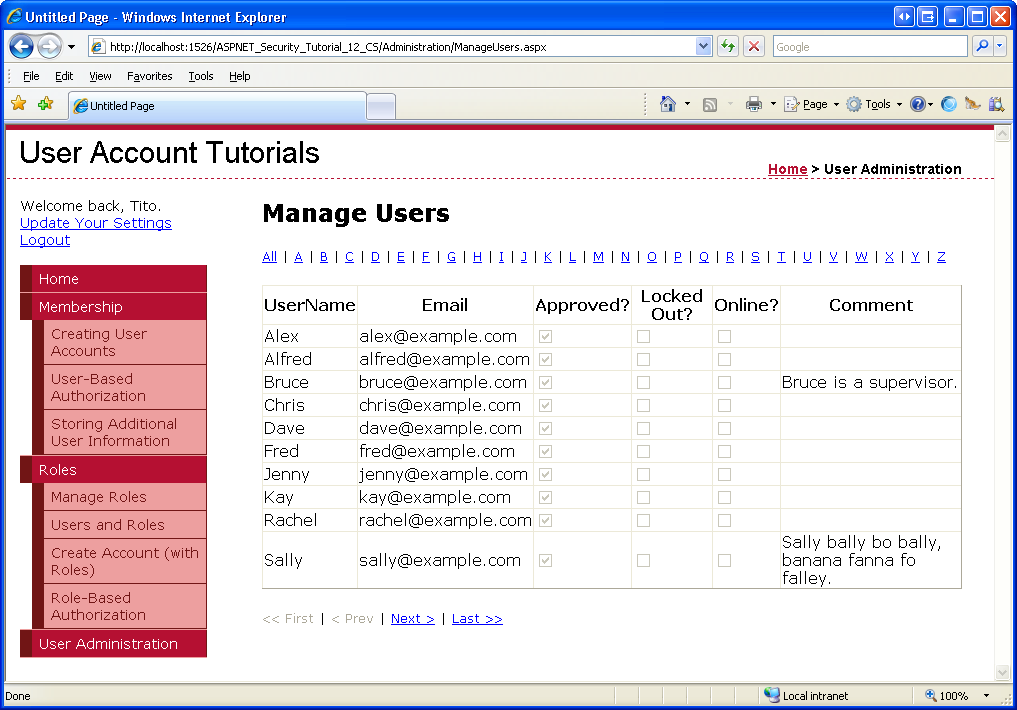 Untitled Page - Windows Internet Explorer
http://localhost:1526/ASPNET_Security_Tutorial_12_CS/Administration/ManageUsers.aspx
Google
File Edit View Favorites Tools Help
Untitled Page
Page Tools
User Account Tutorials
Home > User Administration
Welcome back, Tito.
Update Your Settings
Logout
Home
Membership
Creating User
Accounts
User-Based
Authorization
Storing Additional
User Information
Roles
Manage Roles
Users and Roles
Create Account (with
Roles)
Role-Based
Authorization
User Administration
Manage Users
All | A | B | C | D | E | F | G | H | I | J | K | L | M | N | O | P | Q | R | S | T | U | V | W | X | Y | Z
UserName Email Approved? Locked Out? Online? Comment
Alex alex@example.com
Alfred alfred@example.com
Bruce bruce@example.com Bruce is a supervisor.
Chris chris@example.com
Dave dave@example.com
Fred fred@example.com
Jenny jenny@example.com
Kay kay@example.com
Rachel rachel@example.com
Sally sally@example.com Sally bally bo bally,
banana fanna fo
falley.
<< First | < Prev | Next > | Last >>
Done Local intranet 100%